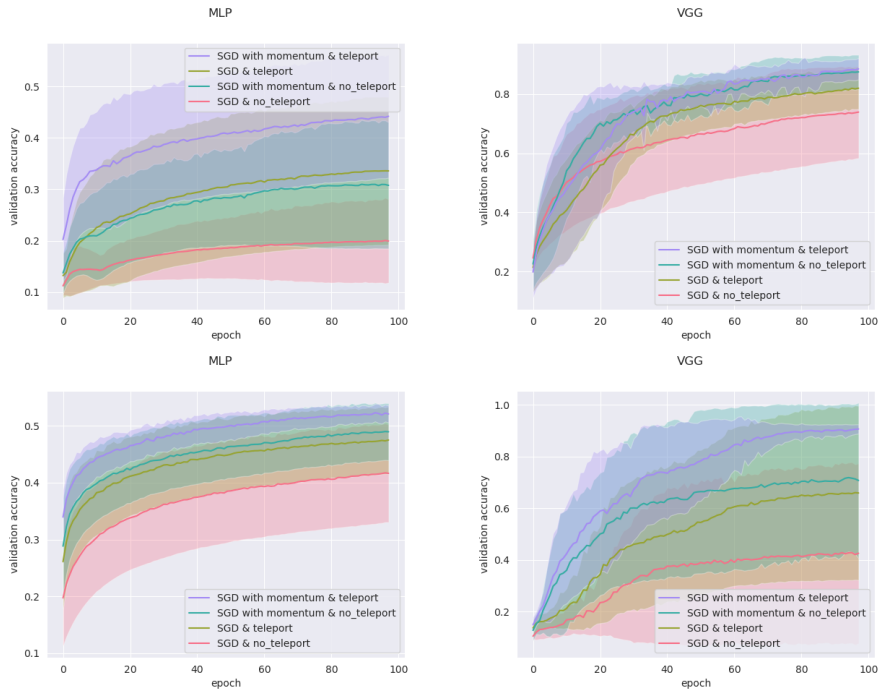 MLP
0.5
0.4
0.3
0.2
0.1
validation accuracy
SGD with momentum & teleport
SGD & teleport
SGD with momentum & no_teleport
SGD & no_teleport
0 20 40 60 80 100
epoch
VGG
0.8
0.6
0.4
0.2
validation accuracy
SGD with momentum & teleport
SGD with momentum & no_teleport
SGD & teleport
SGD & no_teleport
0 20 40 60 80 100
epoch
MLP
0.5
0.4
0.3
0.2
0.1
validation accuracy
SGD with momentum & teleport
SGD with momentum & no_teleport
SGD & teleport
SGD & no_teleport
0 20 40 60 80 100
epoch
VGG
1.0
0.8
0.6
0.4
0.2
validation accuracy
SGD with momentum & teleport
SGD with momentum & no_teleport
SGD & teleport
SGD & no_teleport
0 20 40 60 80 100
epoch